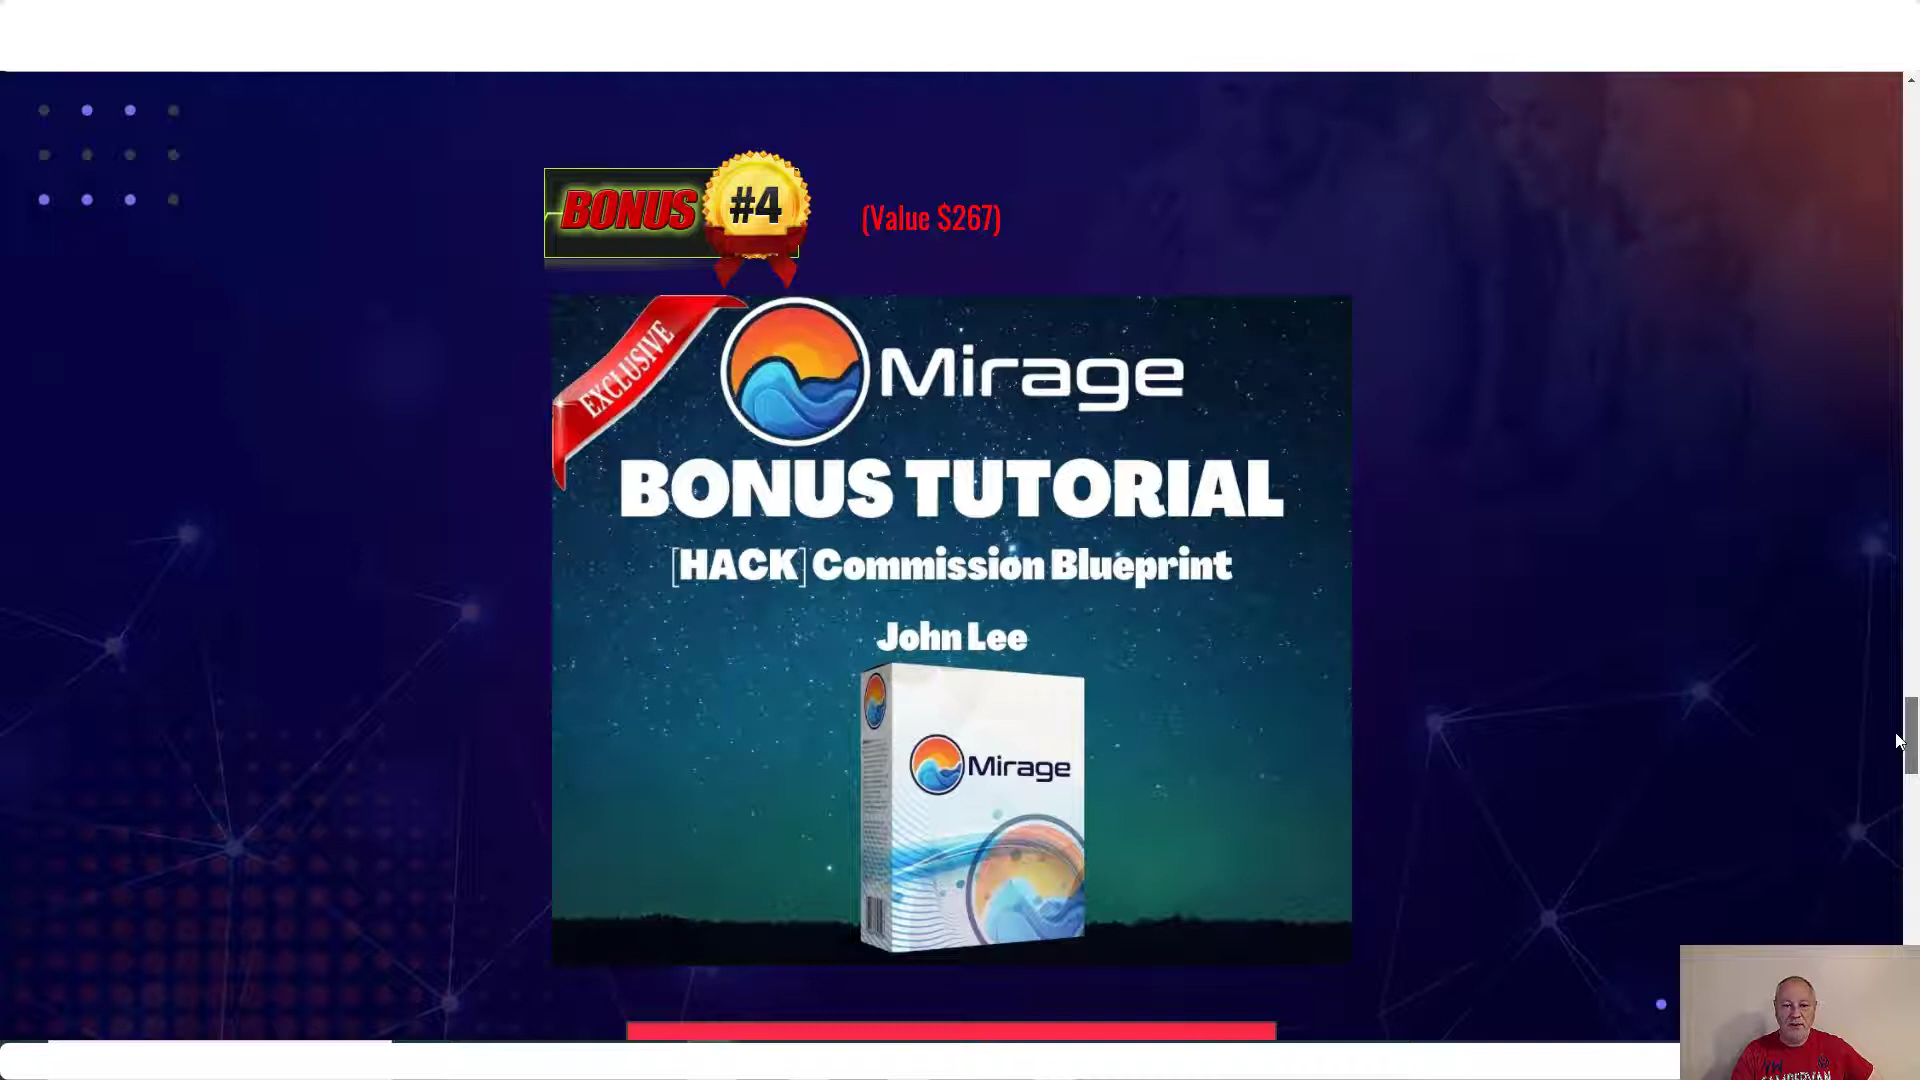 BONUS #4
(Value $267)
EXCLUSIVE
Mirage
BONUS TUTORIAL
[HACK] Commission Blueprint
John Lee
Mirage